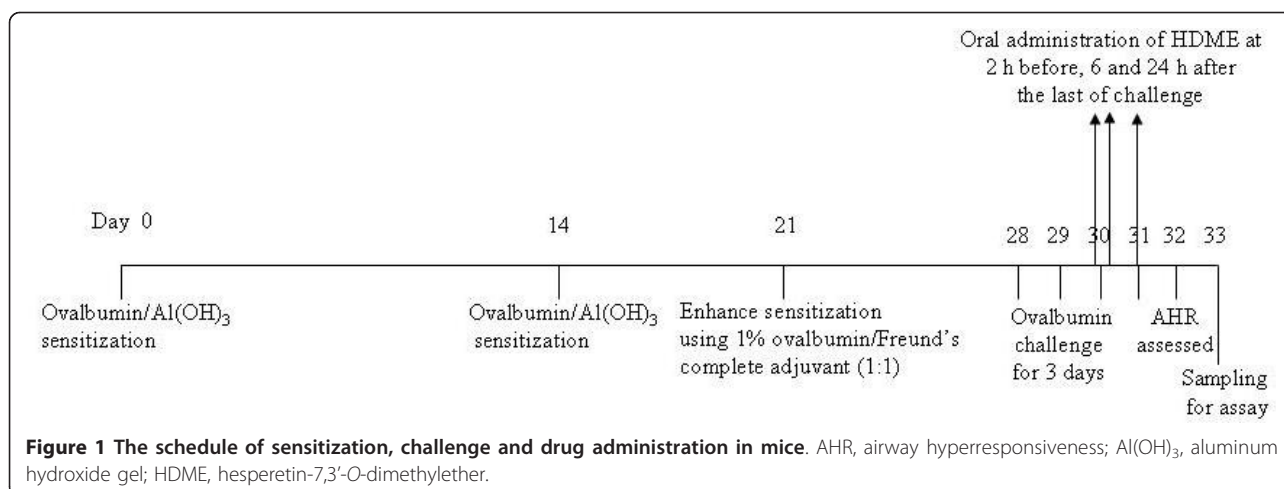 Oral administration of HDME at
2 h before, 6 and 24 h after
the last of challenge
Day 0
14
21
28 29 30 31 32 33
Ovalbumin/Al(OH)₃
sensitization
Ovalbumin/Al(OH)₃
sensitization
Enhance sensitization
using 1% ovalbumin/Freund's
complete adjuvant (1:1)
Ovalbumin
challenge
for 3 days
AHR
assessed
Sampling
for assay
Figure 1 The schedule of sensitization, challenge and drug administration in mice. AHR, airway hyperresponsiveness; Al(OH)₃, aluminum
hydroxide gel; HDME, hesperetin-7,3'-O-dimethylether.